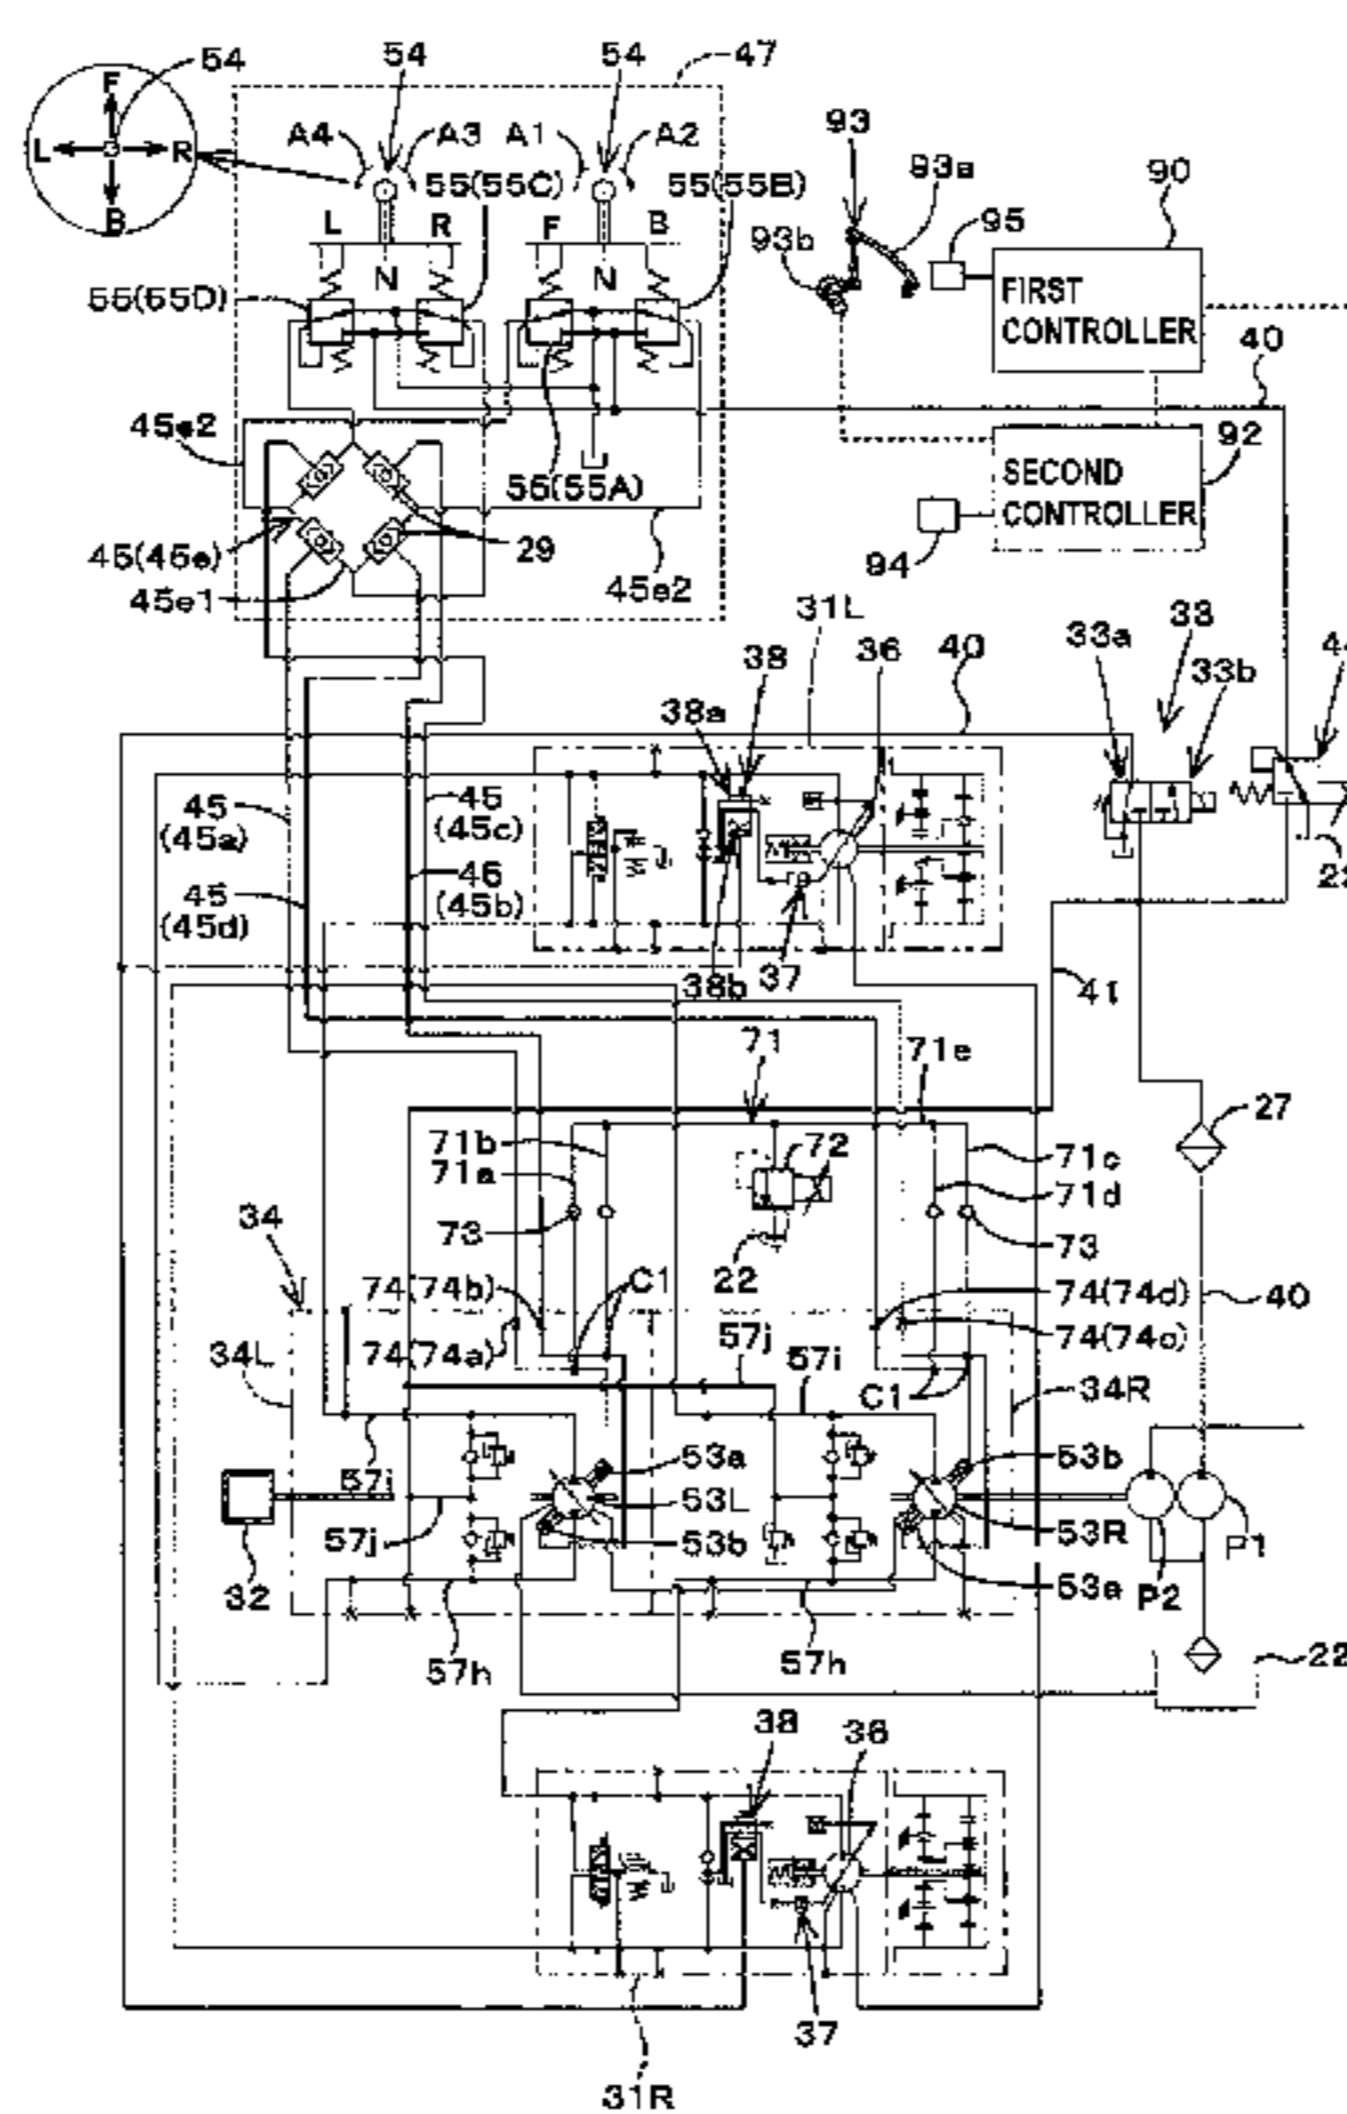 54
54
54
47
F
L
R
B
A4
A3
A1
A2
55(55C)
55(55B)
L
R
F
B
N
N
55(55D)
93
93a
93b
95
90
FIRST
CONTROLLER
40
45e2
56(55A)
92
SECOND
CONTROLLER
94
45(45e)
29
45e1
45e2
31L
36
40
38
38a
33a
33
33b
45
(45a)
45
(45c)
46
(45b)
45
(45d)
38b
37
41
71
71e
27
71b
71a
72
71c
71d
73
73
34
22
C1
74(74b)
74(74a)
74(74d)
74(74c)
40
34L
57j
57i
C1
34R
57i
53a
53b
53L
53R
57j
53b
53a
P1
P2
32
57h
57h
22
38
36
37
31R